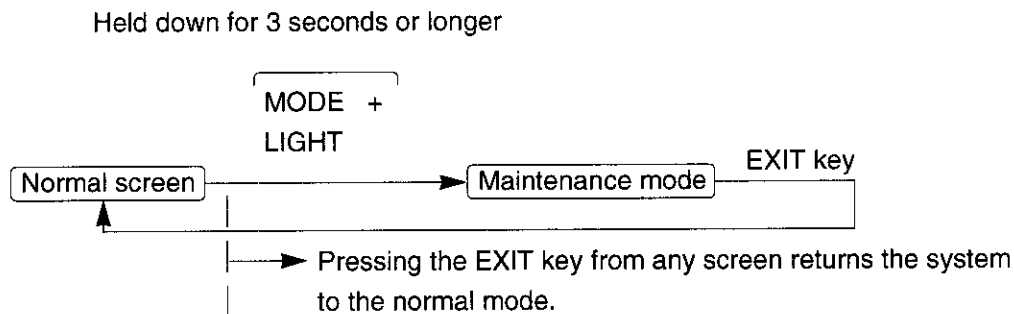 Held down for 3 seconds or longer
MODE +
LIGHT
Normal screen
Maintenance mode
EXIT key
Pressing the EXIT key from any screen returns the system
to the normal mode.